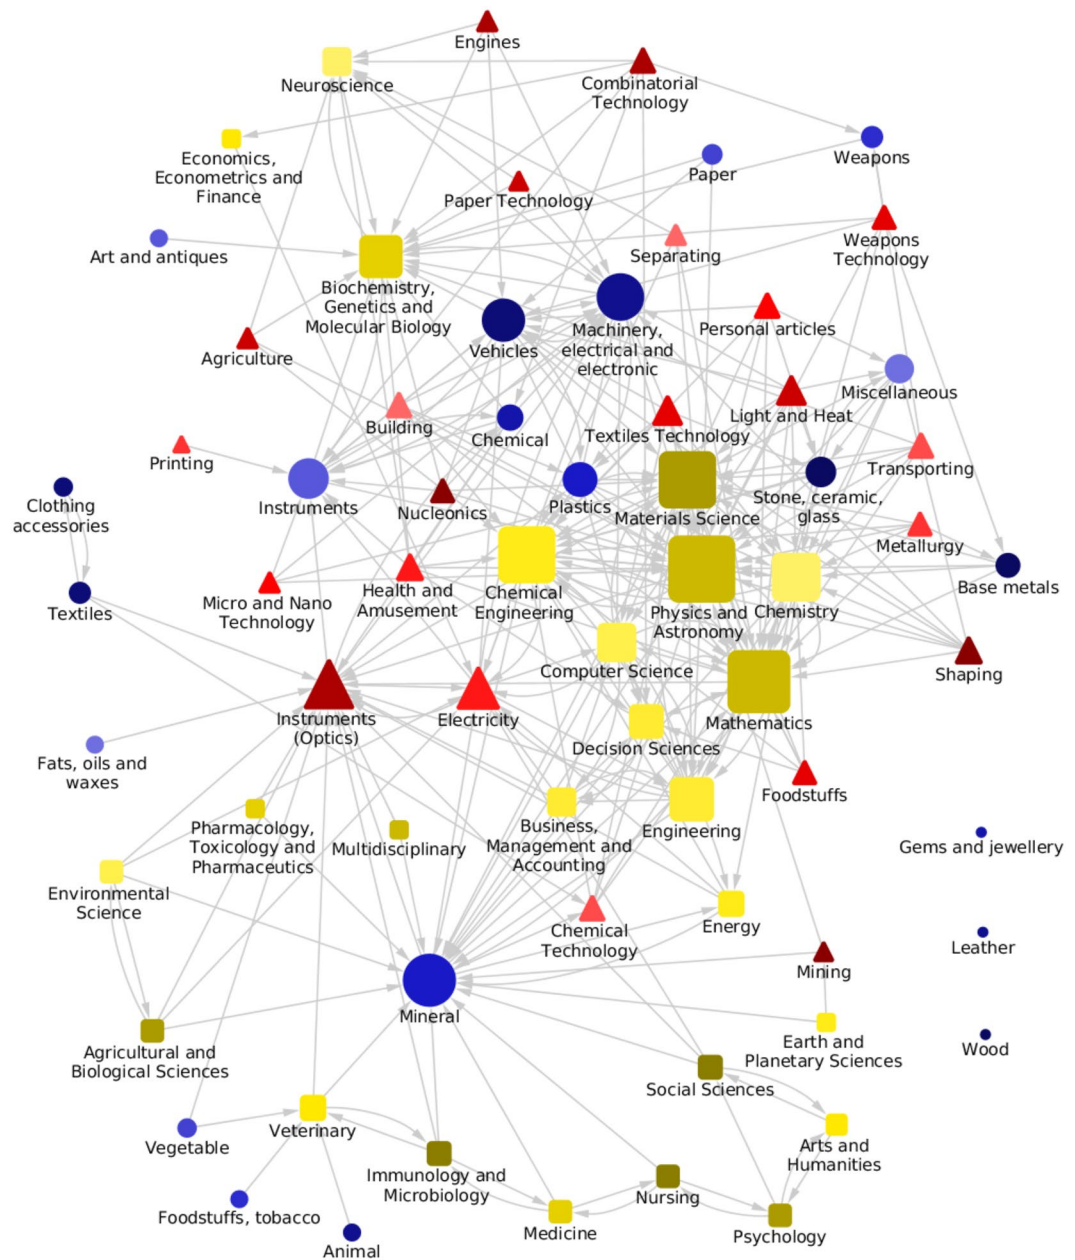 Engines
Neuroscience
Combinatorial
Technology
Economics,
Econometrics and
Finance
Weapons
Paper
Paper Technology
Art and antiques
Separating
Weapons
Technology
Biochemistry,
Genetics and
Molecular Biology
Agriculture
Vehicles
Machinery,
electrical and
electronic
Personal articles
Miscellaneous
Building
Chemical
Textiles Technology
Light and Heat
Printing
Transporting
Clothing
accessories
Instruments
Nucleonics
Plastics
Materials Science
Stone, ceramic,
glass
Metallurgy
Textiles
Micro and Nano
Technology
Health and
Amusement
Chemical
Engineering
Physics and
Astronomy
Chemistry
Base metals
Computer Science
Shaping
Instruments
(Optics)
Electricity
Mathematics
Decision Sciences
Fats, oils and
waxes
Foodstuffs
Pharmacology,
Toxicology and
Pharmaceutics
Multidisciplinary
Business,
Management and
Accounting
Engineering
Gems and jewellery
Environmental
Science
Chemical
Technology
Energy
Leather
Mining
Mineral
Agricultural and
Biological Sciences
Earth and
Planetary Sciences
Wood
Social Sciences
Vegetable
Veterinary
Arts and
Humanities
Immunology and
Microbiology
Nursing
Foodstuffs, tobacco
Medicine
Psychology
Animal